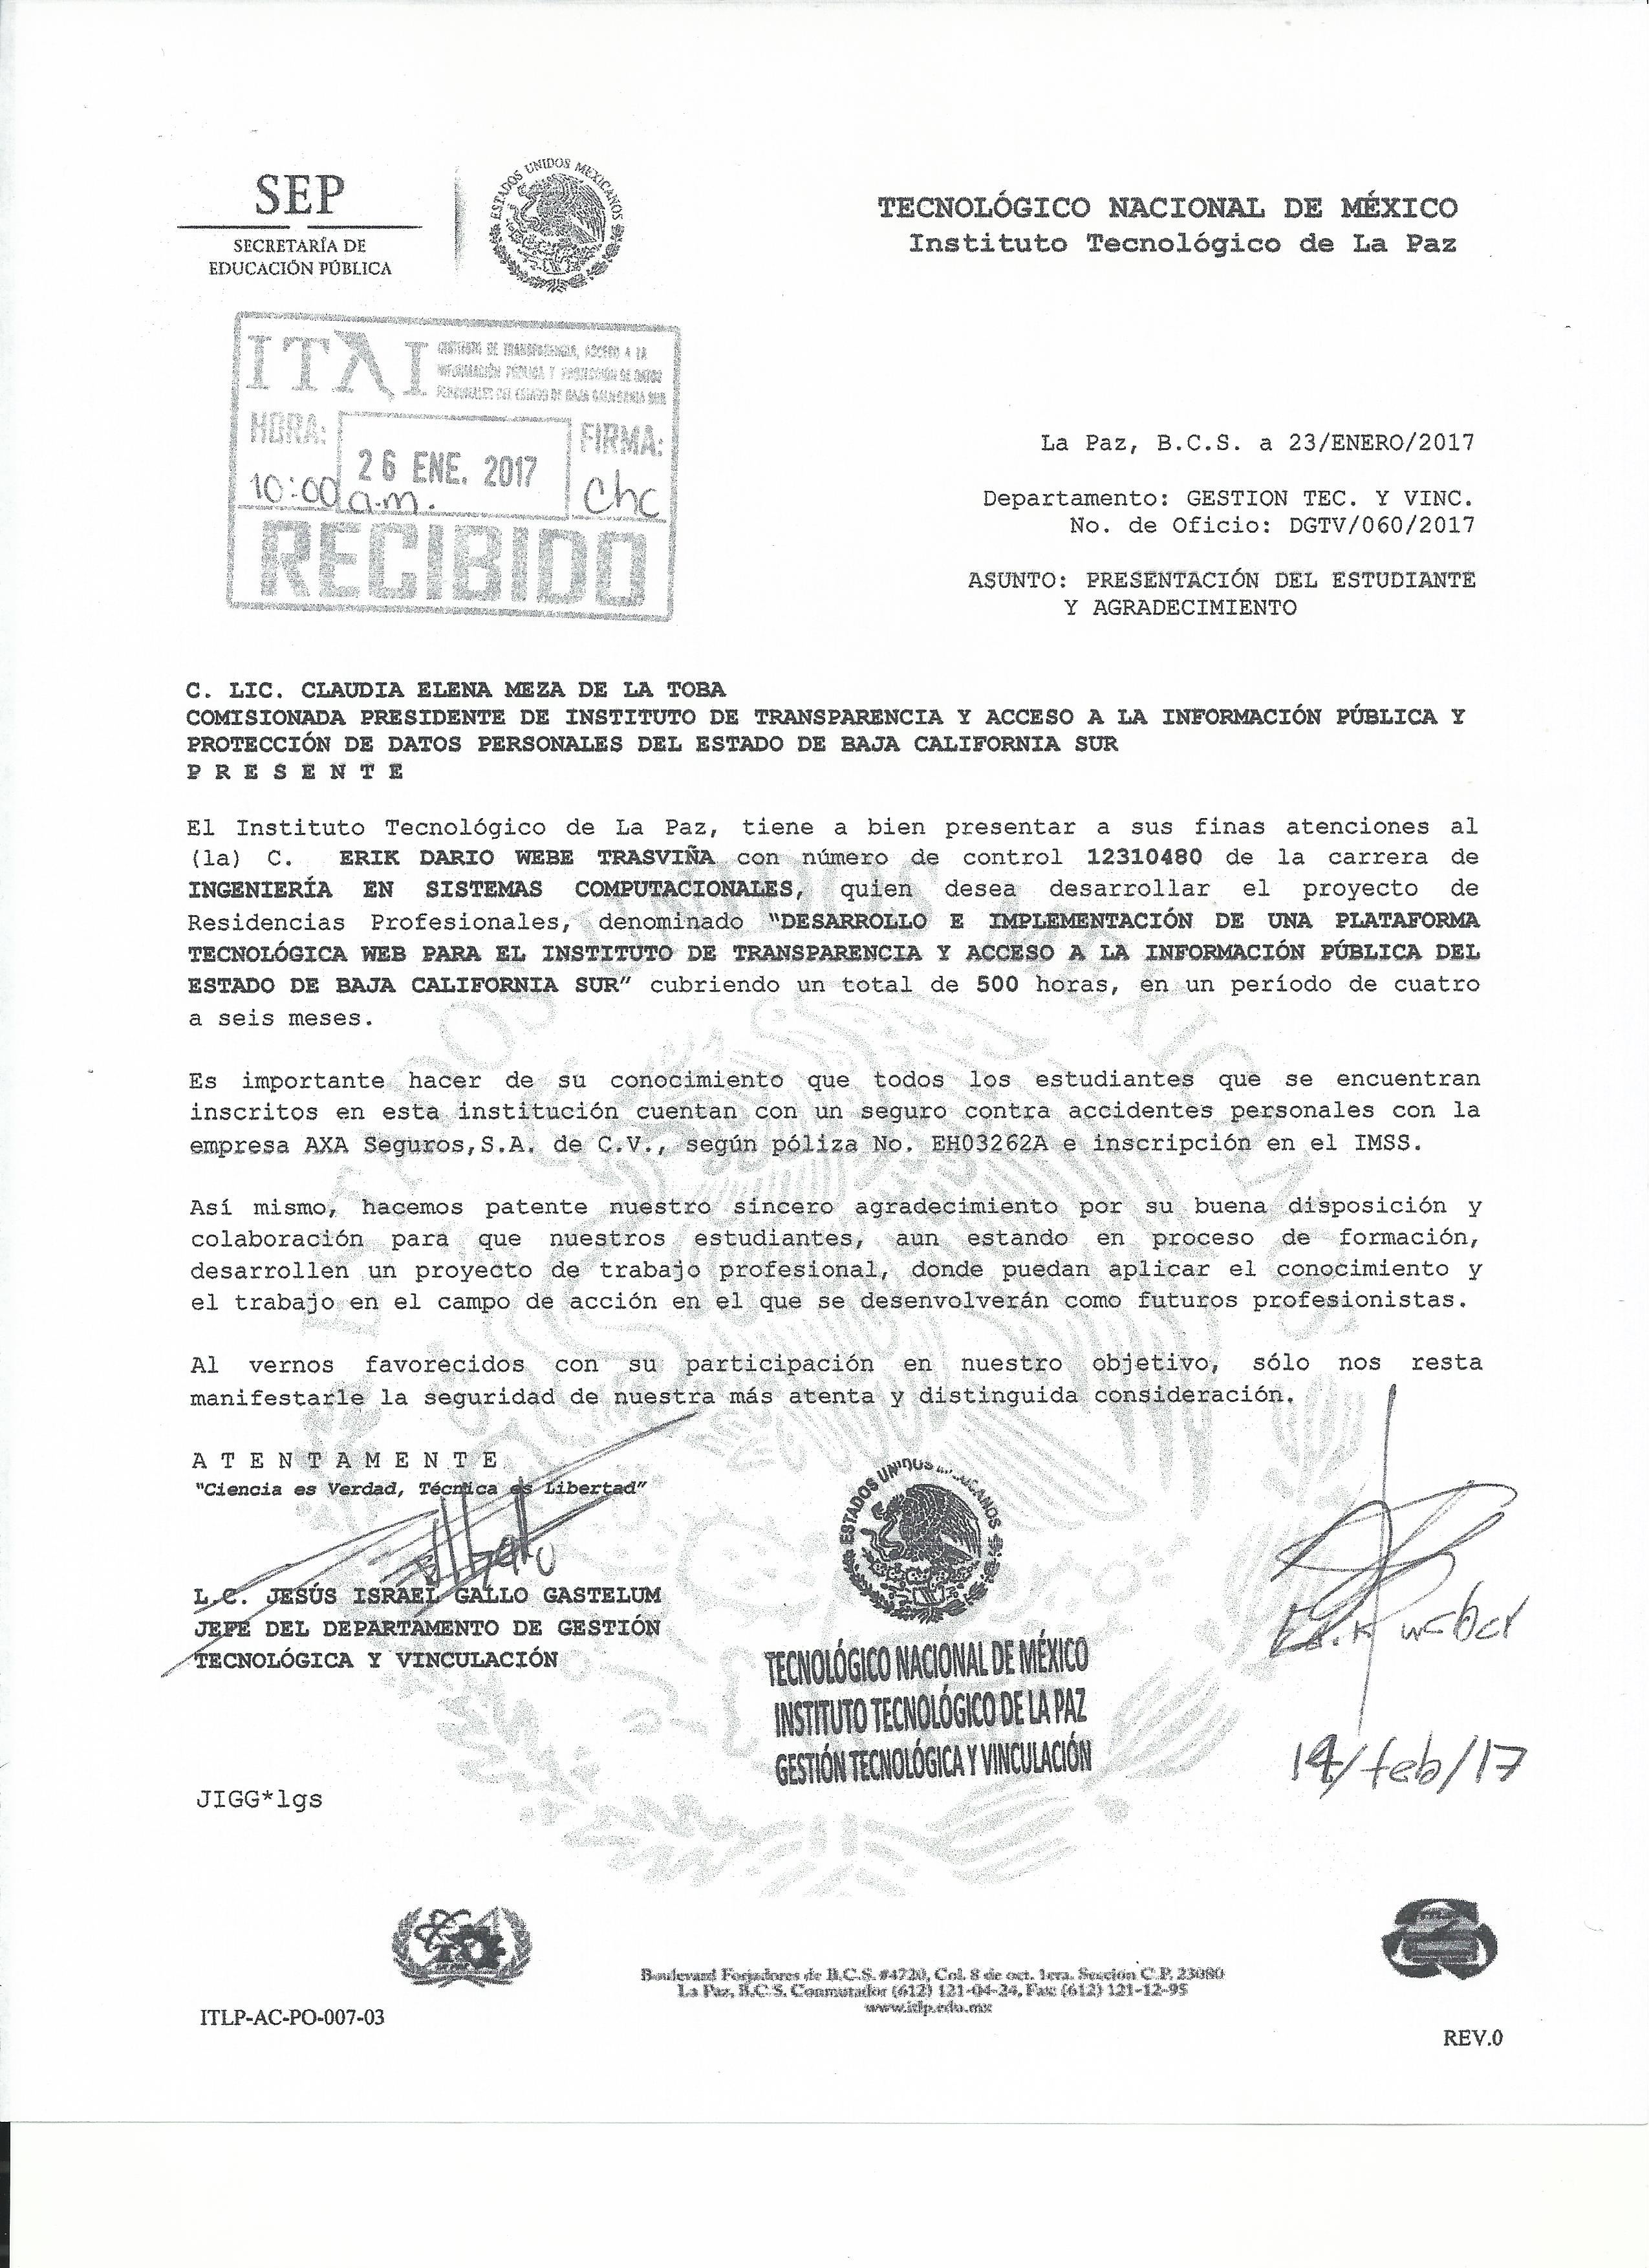 SEP
SECRETARÍA DE
EDUCACIÓN PÚBLICA
ESTADOS UNIDOS MEXICANOS
TECNOLÓGICO NACIONAL DE MÉXICO
Instituto Tecnológico de La Paz
ITAI
INSTITUTO DE TRANSPARENCIA, ACCESO A LA
INFORMACIÓN PÚBLICA Y PROTECCIÓN DE DATOS
PERSONALES DEL ESTADO DE BAJA CALIFORNIA SUR
HORA:
10:00 a.m.
26 ENE. 2017
FIRMA:
Chc
RECIBIDO
La Paz, B.C.S. a 23/ENERO/2017
Departamento: GESTION TEC. Y VINC.
No. de Oficio: DGTV/060/2017
ASUNTO: PRESENTACIÓN DEL ESTUDIANTE
Y AGRADECIMIENTO
C. LIC. CLAUDIA ELENA MEZA DE LA TOBA
COMISIONADA PRESIDENTE DE INSTITUTO DE TRANSPARENCIA Y ACCESO A LA INFORMACIÓN PÚBLICA Y
PROTECCIÓN DE DATOS PERSONALES DEL ESTADO DE BAJA CALIFORNIA SUR
P R E S E N T E
El Instituto Tecnológico de La Paz, tiene a bien presentar a sus finas atenciones al
(la) C. ERIK DARIO WEBE TRASVIÑA con número de control 12310480 de la carrera de
INGENIERÍA EN SISTEMAS COMPUTACIONALES, quien desea desarrollar el proyecto de
Residencias Profesionales, denominado "DESARROLLO E IMPLEMENTACIÓN DE UNA PLATAFORMA
TECNOLÓGICA WEB PARA EL INSTITUTO DE TRANSPARENCIA Y ACCESO A LA INFORMACIÓN PÚBLICA DEL
ESTADO DE BAJA CALIFORNIA SUR" cubriendo un total de 500 horas, en un período de cuatro
a seis meses.
Es importante hacer de su conocimiento que todos los estudiantes que se encuentran
inscritos en esta institución cuentan con un seguro contra accidentes personales con la
empresa AXA Seguros,S.A. de C.V., según póliza No. EH03262A e inscripción en el IMSS.
Así mismo, hacemos patente nuestro sincero agradecimiento por su buena disposición y
colaboración para que nuestros estudiantes, aun estando en proceso de formación,
desarrollen un proyecto de trabajo profesional, donde puedan aplicar el conocimiento y
el trabajo en el campo de acción en el que se desenvolverán como futuros profesionistas.
Al vernos favorecidos con su participación en nuestro objetivo, sólo nos resta
manifestarle la seguridad de nuestra más atenta y distinguida consideración.
A T E N T A M E N T E
"Ciencia es Verdad, Técnica es Libertad"
L.C. JESÚS ISRAEL GALLO GASTELUM
JEFE DEL DEPARTAMENTO DE GESTIÓN
TECNOLÓGICA Y VINCULACIÓN
ESTADOS UNIDOS MEXICANOS
TECNOLÓGICO NACIONAL DE MÉXICO
INSTITUTO TECNOLÓGICO DE LA PAZ
GESTIÓN TECNOLÓGICA Y VINCULACIÓN
14/feb/17
JIGG*lgs
Boulevard Forjadores de B.C.S. #4720, Col. 8 de oct. 1era. Sección C.P. 23080
La Paz, B.C.S. Conmutador (612) 121-04-24, Fax: (612) 121-12-95
www.itlp.edu.mx
ITLP-AC-PO-007-03
REV.0